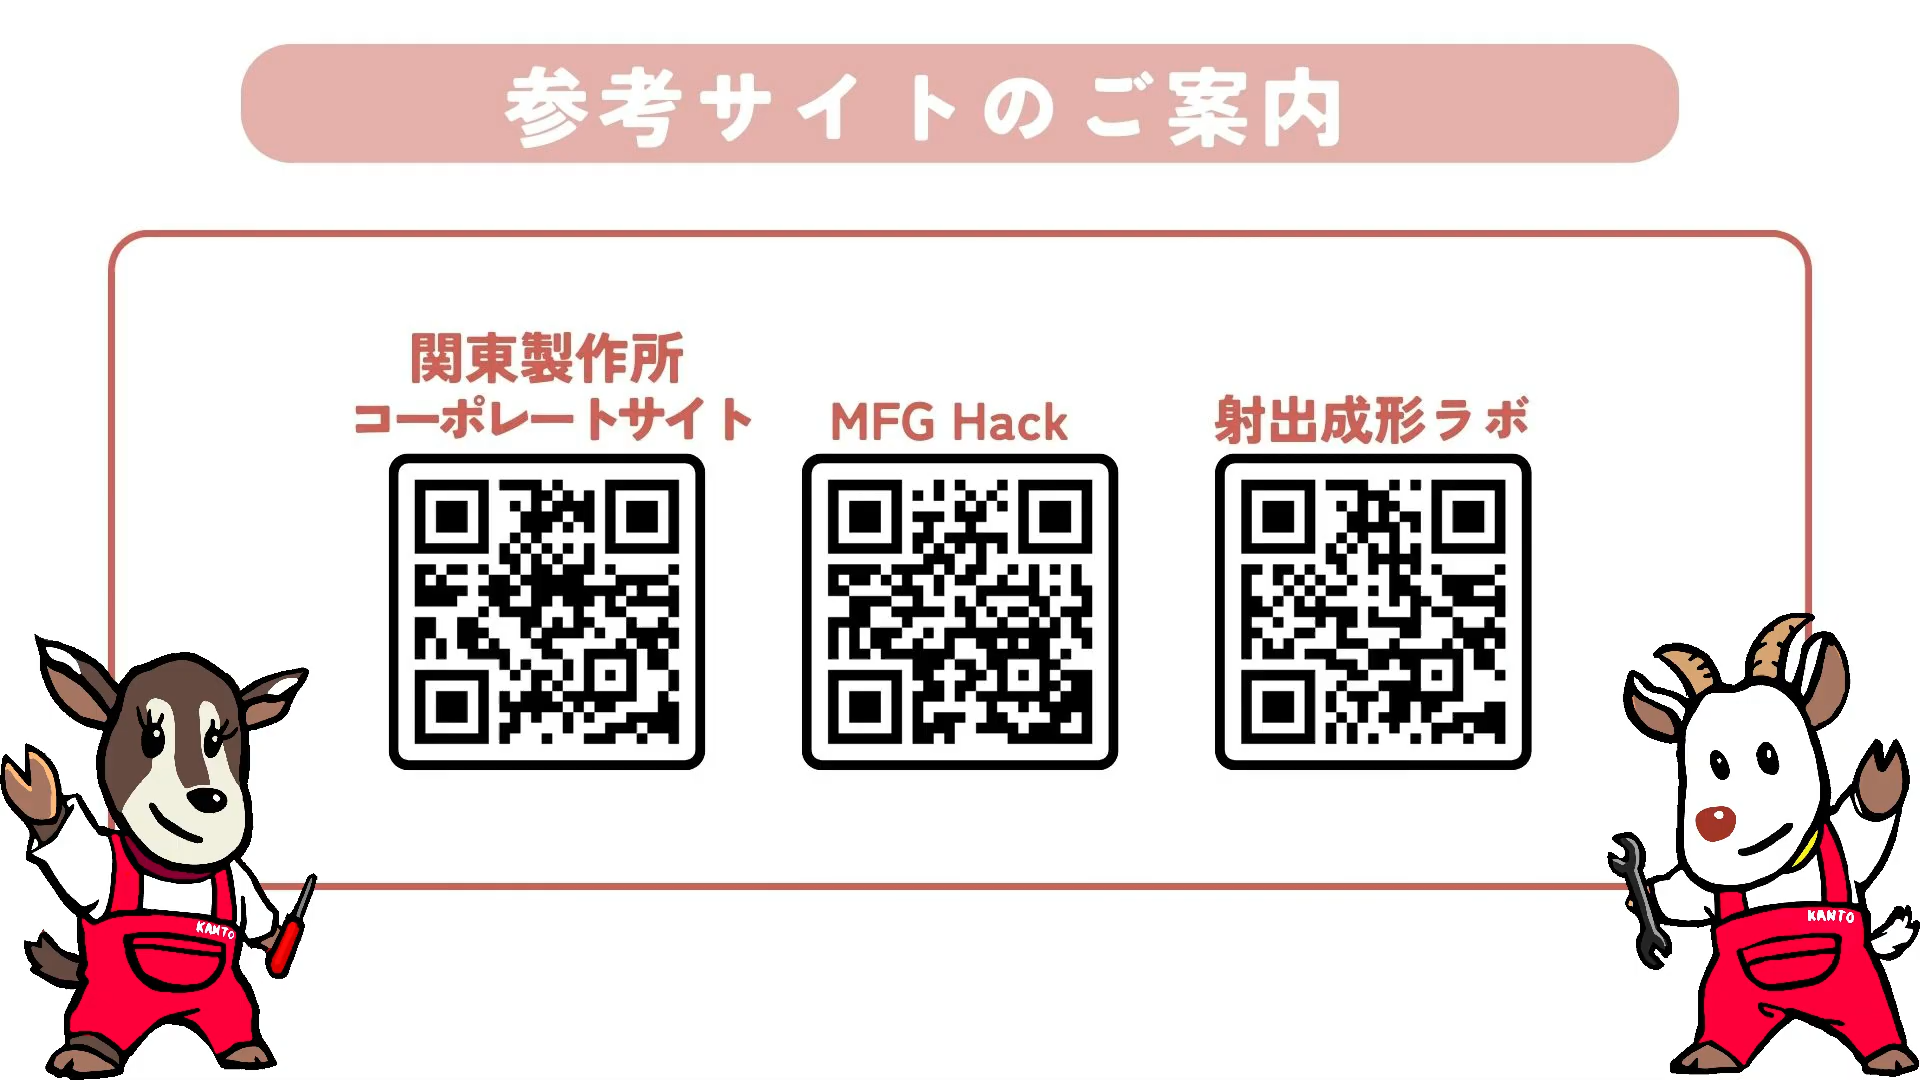 参考サイトのご案内
関東製作所
コーポレートサイト
MFG Hack
射出成形ラボ
KANTO
KANTO